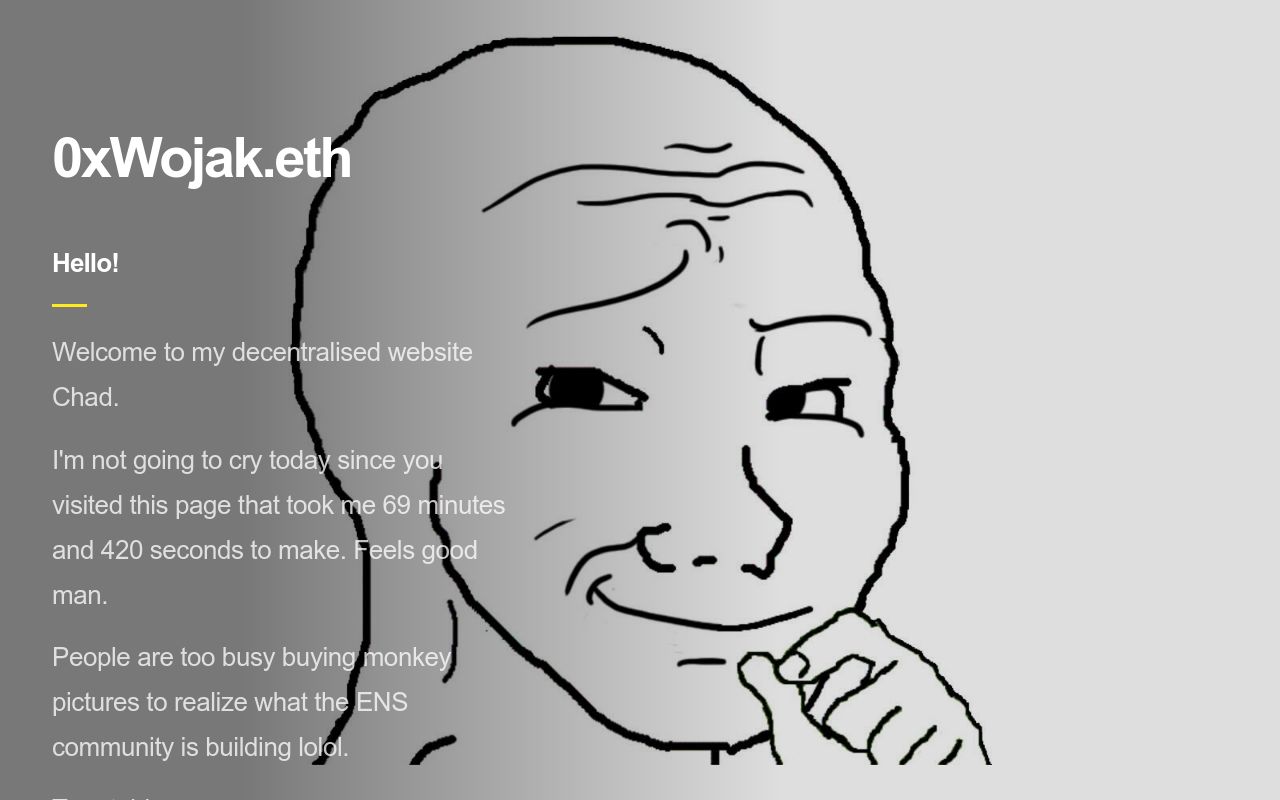 0xWojak.eth
Hello!
Welcome to my decentralised website
Chad.
I'm not going to cry today since you
visited this page that took me 69 minutes
and 420 seconds to make. Feels good
man.
People are too busy buying monkey
pictures to realize what the ENS
community is building lolol.